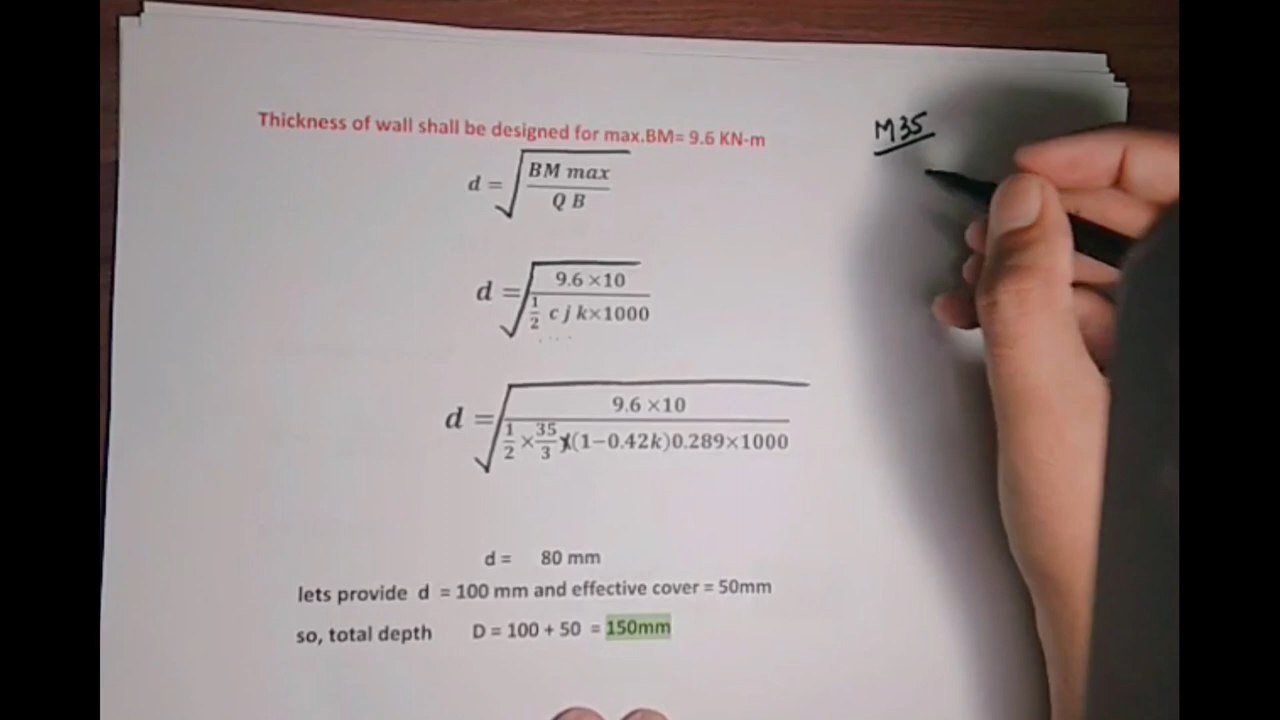 Thickness of wall shall be designed for max.BM= 9.6 KN-m
M35
d = √(BM max / Q B)
d = √(9.6 ×10 / 1/2 c j k×1000)
d = √(9.6 ×10 / 1/2 × 35/3 x(1−0.42k)0.289×1000)
d = 80 mm
lets provide d = 100 mm and effective cover = 50mm
so, total depth D = 100 + 50 = 150mm